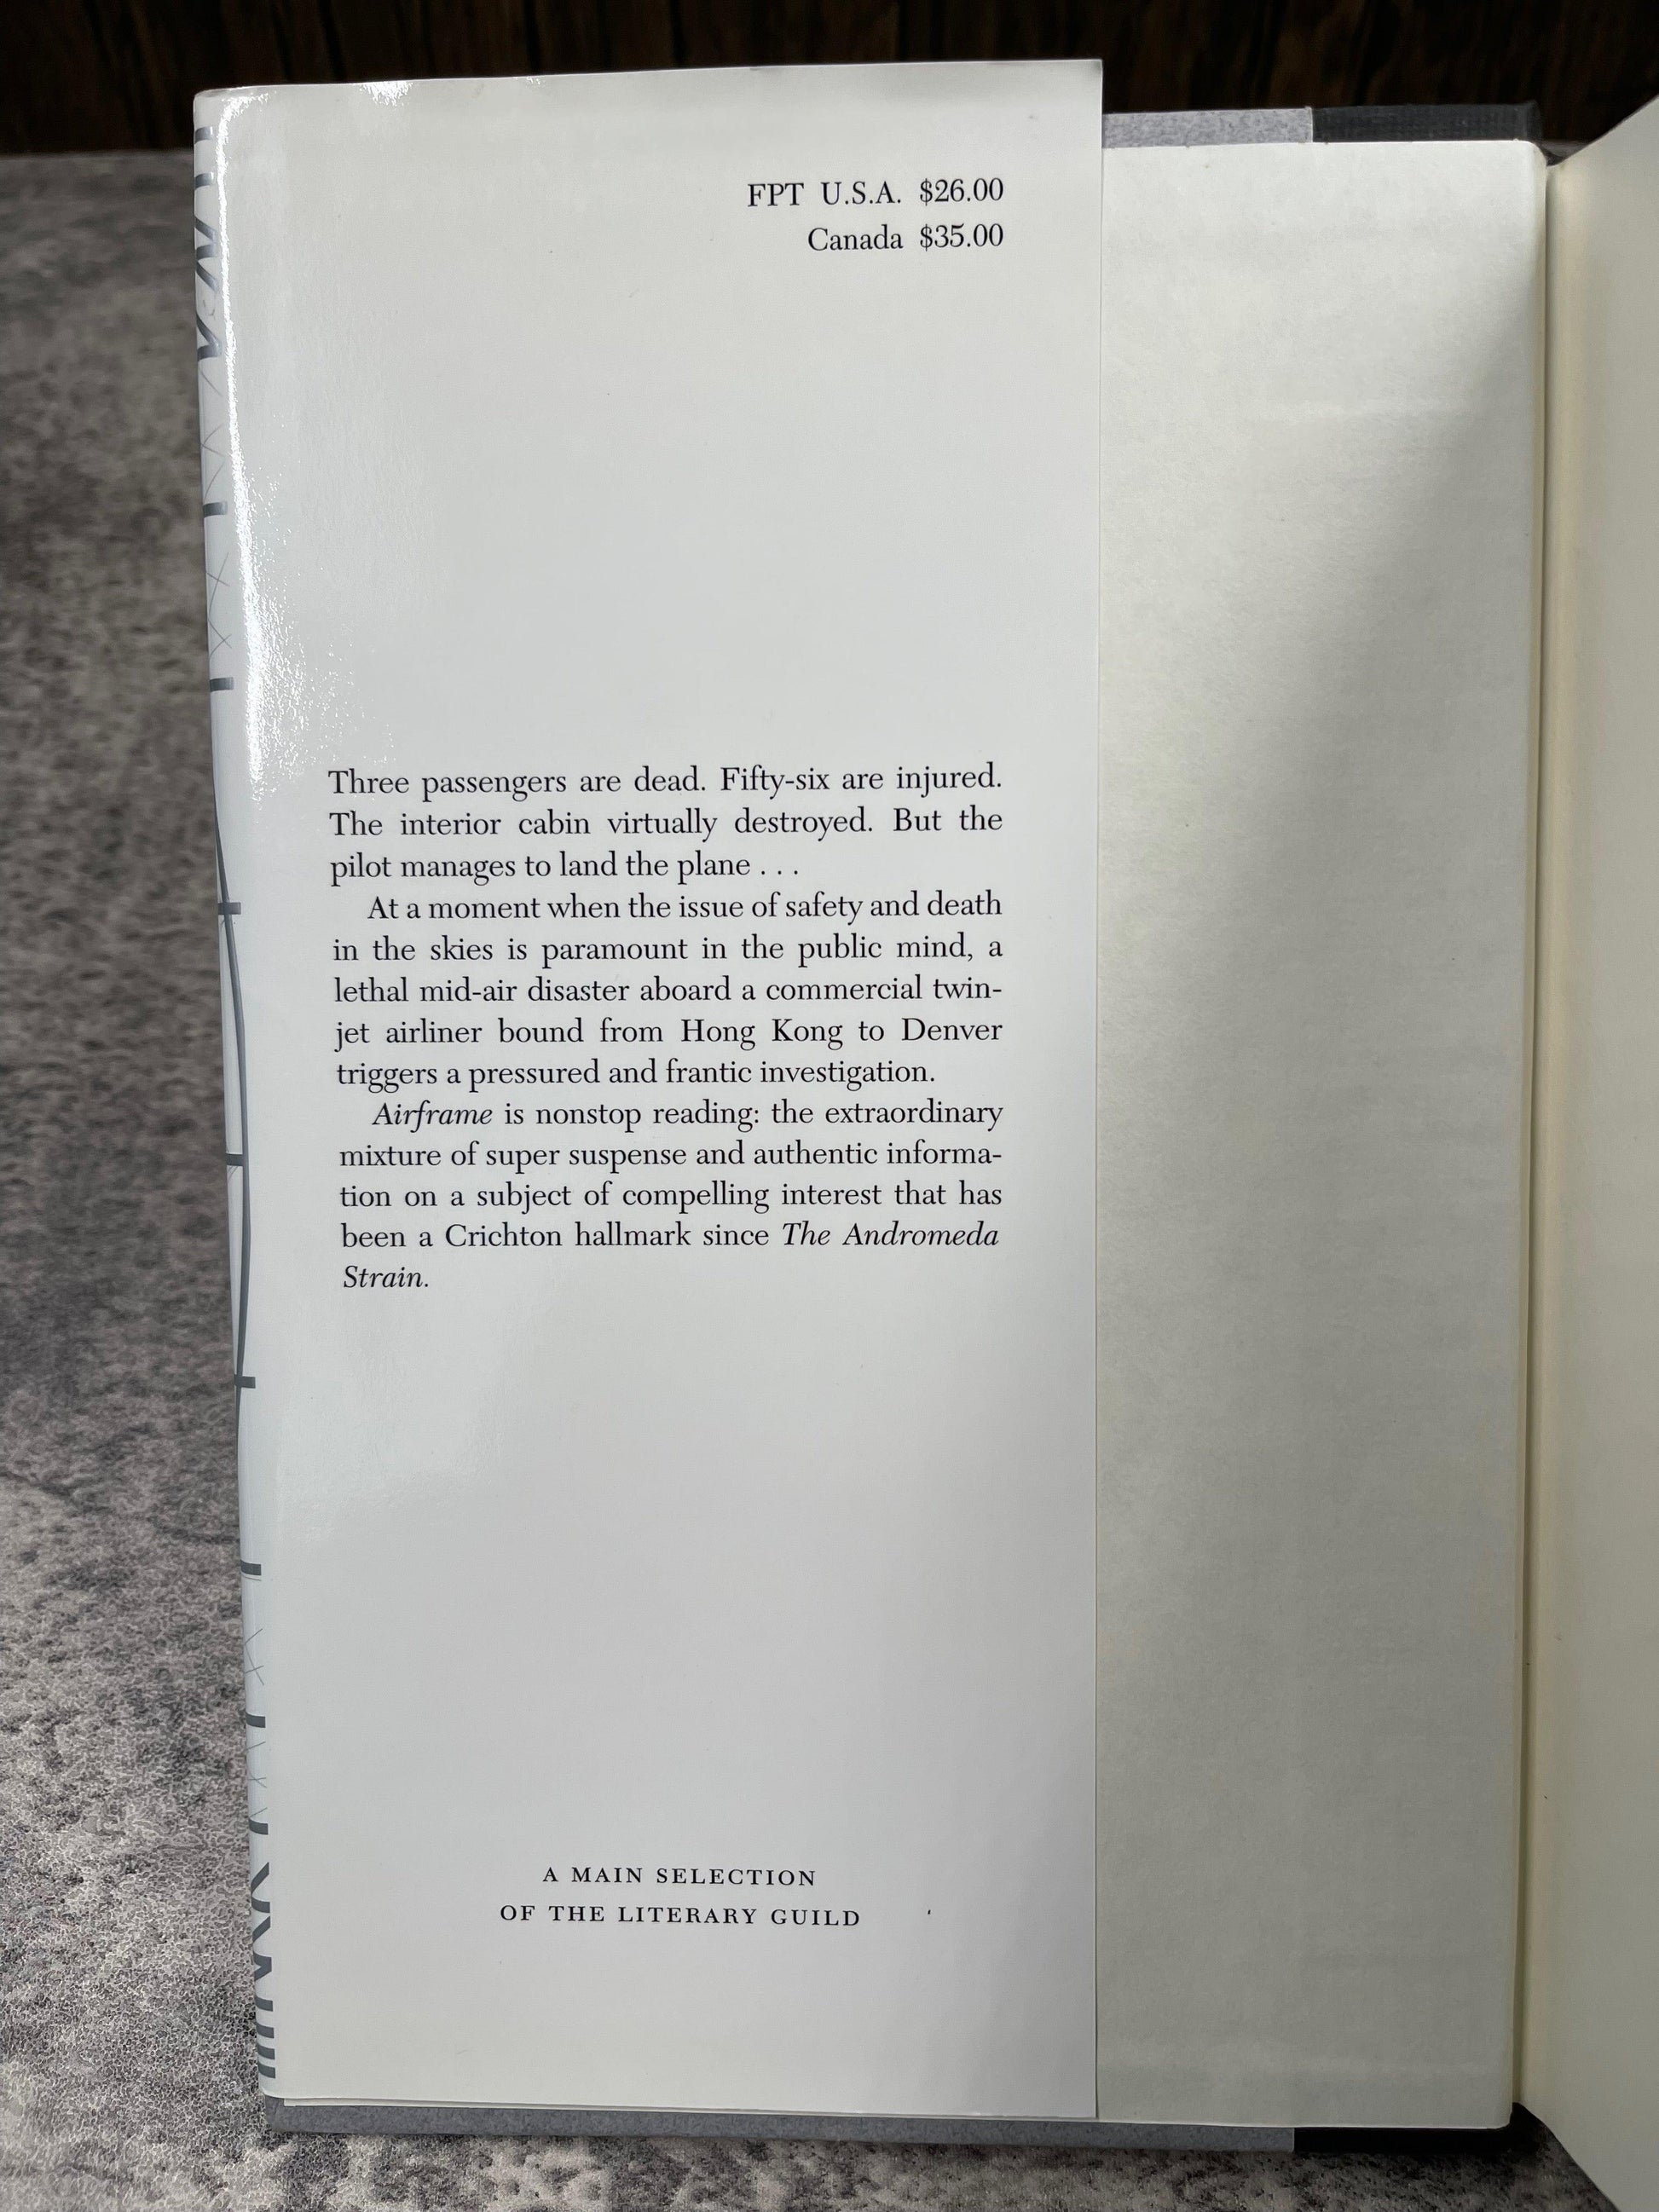 FPT U.S.A. $26.00
Canada $35.00
Three passengers are dead. Fifty-six are injured.
The interior cabin virtually destroyed. But the
pilot manages to land the plane . . .
At a moment when the issue of safety and death
in the skies is paramount in the public mind, a
lethal mid-air disaster aboard a commercial twin-
jet airliner bound from Hong Kong to Denver
triggers a pressured and frantic investigation.
Airframe is nonstop reading: the extraordinary
mixture of super suspense and authentic informa-
tion on a subject of compelling interest that has
been a Crichton hallmark since The Andromeda
Strain.
A MAIN SELECTION
OF THE LITERARY GUILD